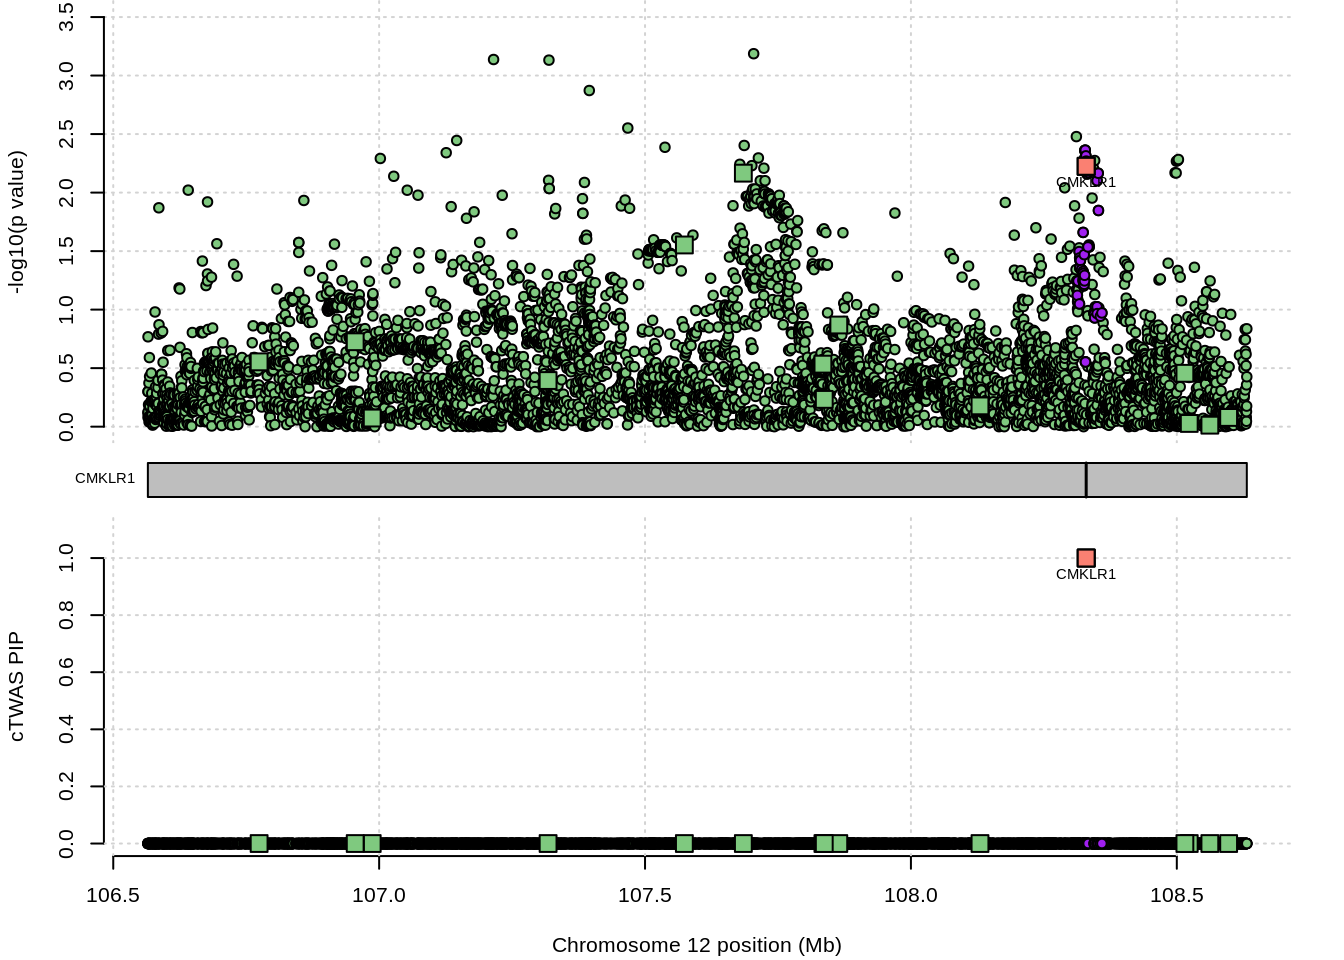 3.5
3.0
2.5
2.0
1.5
1.0
0.5
0.0
-log10(p value)
CMKLR1
CMKLR1
1.0
0.8
0.6
0.4
0.2
0.0
cTWAS PIP
CMKLR1
106.5 107.0 107.5 108.0 108.5
Chromosome 12 position (Mb)